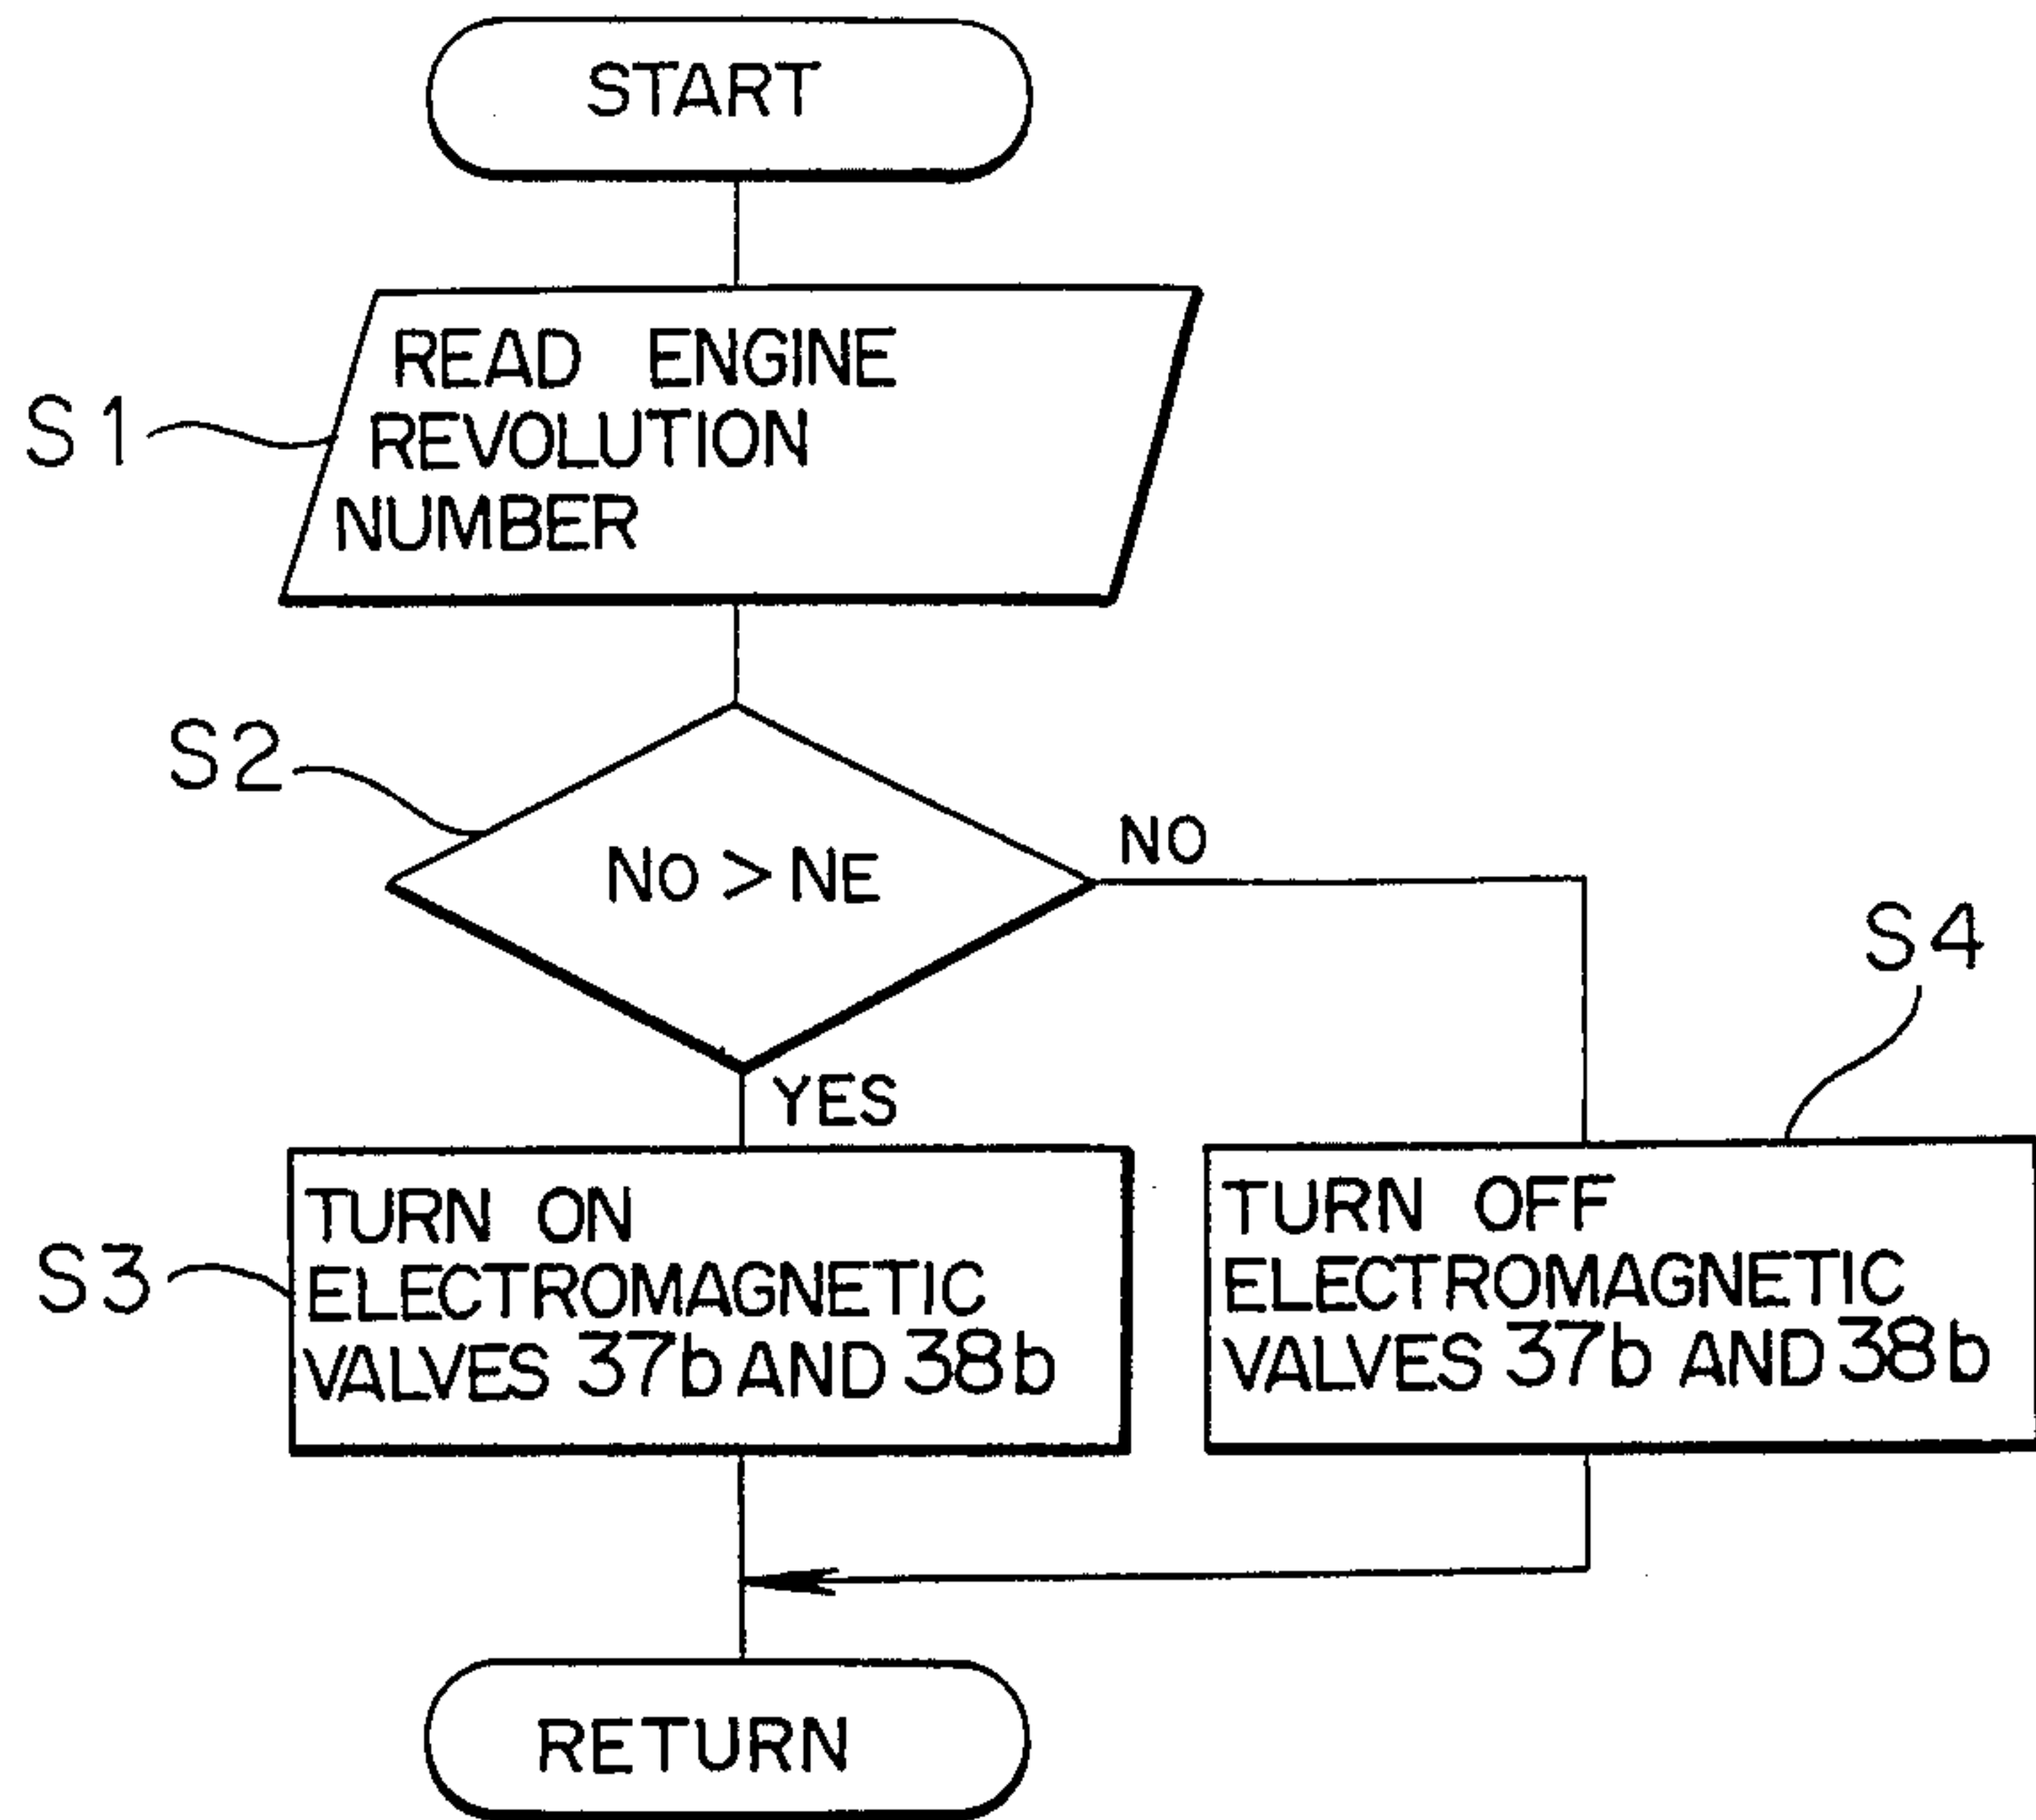 START
S1
READ ENGINE
REVOLUTION
NUMBER
S2
NO > NE
NO
YES
S4
S3
TURN ON
ELECTROMAGNETIC
VALVES 37b AND 38b
TURN OFF
ELECTROMAGNETIC
VALVES 37b AND 38b
RETURN